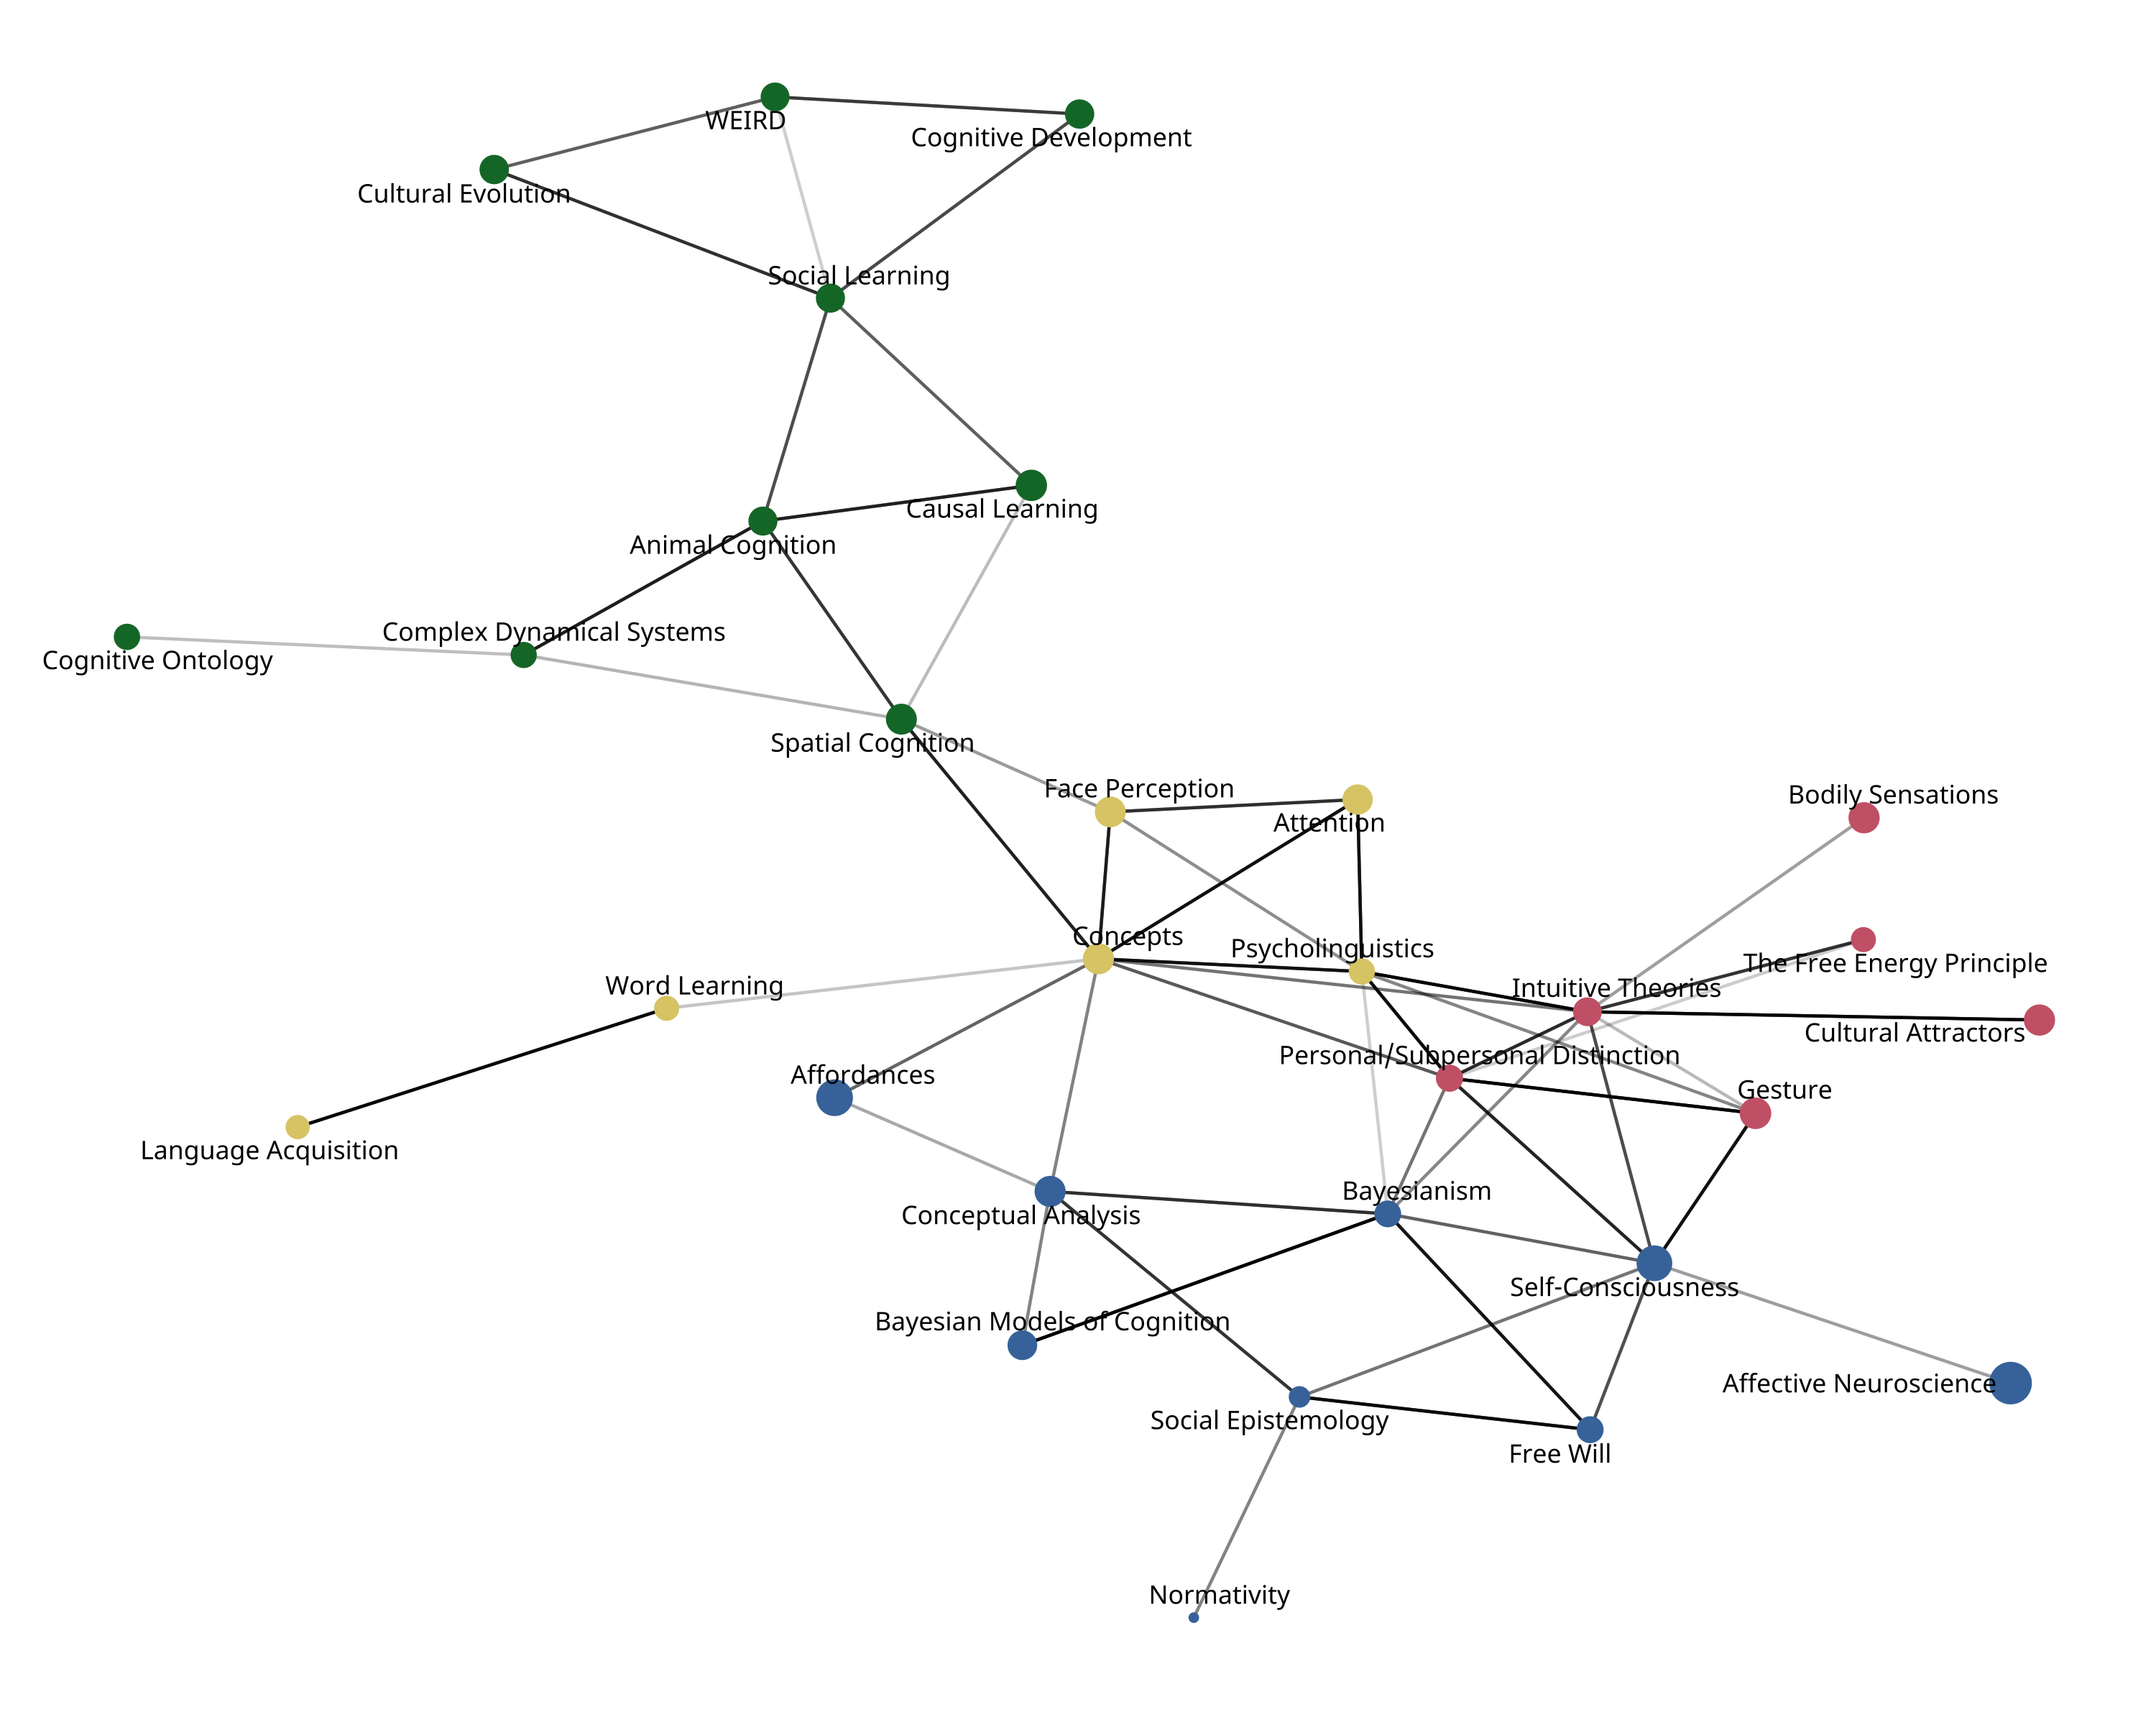 WEIRD
Cognitive Development
Cultural Evolution
Social Learning
Causal Learning
Animal Cognition
Complex Dynamical Systems
Cognitive Ontology
Spatial Cognition
Face Perception
Bodily Sensations
Attention
Concepts
Psycholinguistics
The Free Energy Principle
Word Learning
Intuitive Theories
Cultural Attractors
Personal/Subpersonal Distinction
Affordances
Gesture
Language Acquisition
Bayesianism
Conceptual Analysis
Self-Consciousness
Bayesian Models of Cognition
Affective Neuroscience
Social Epistemology
Free Will
Normativity